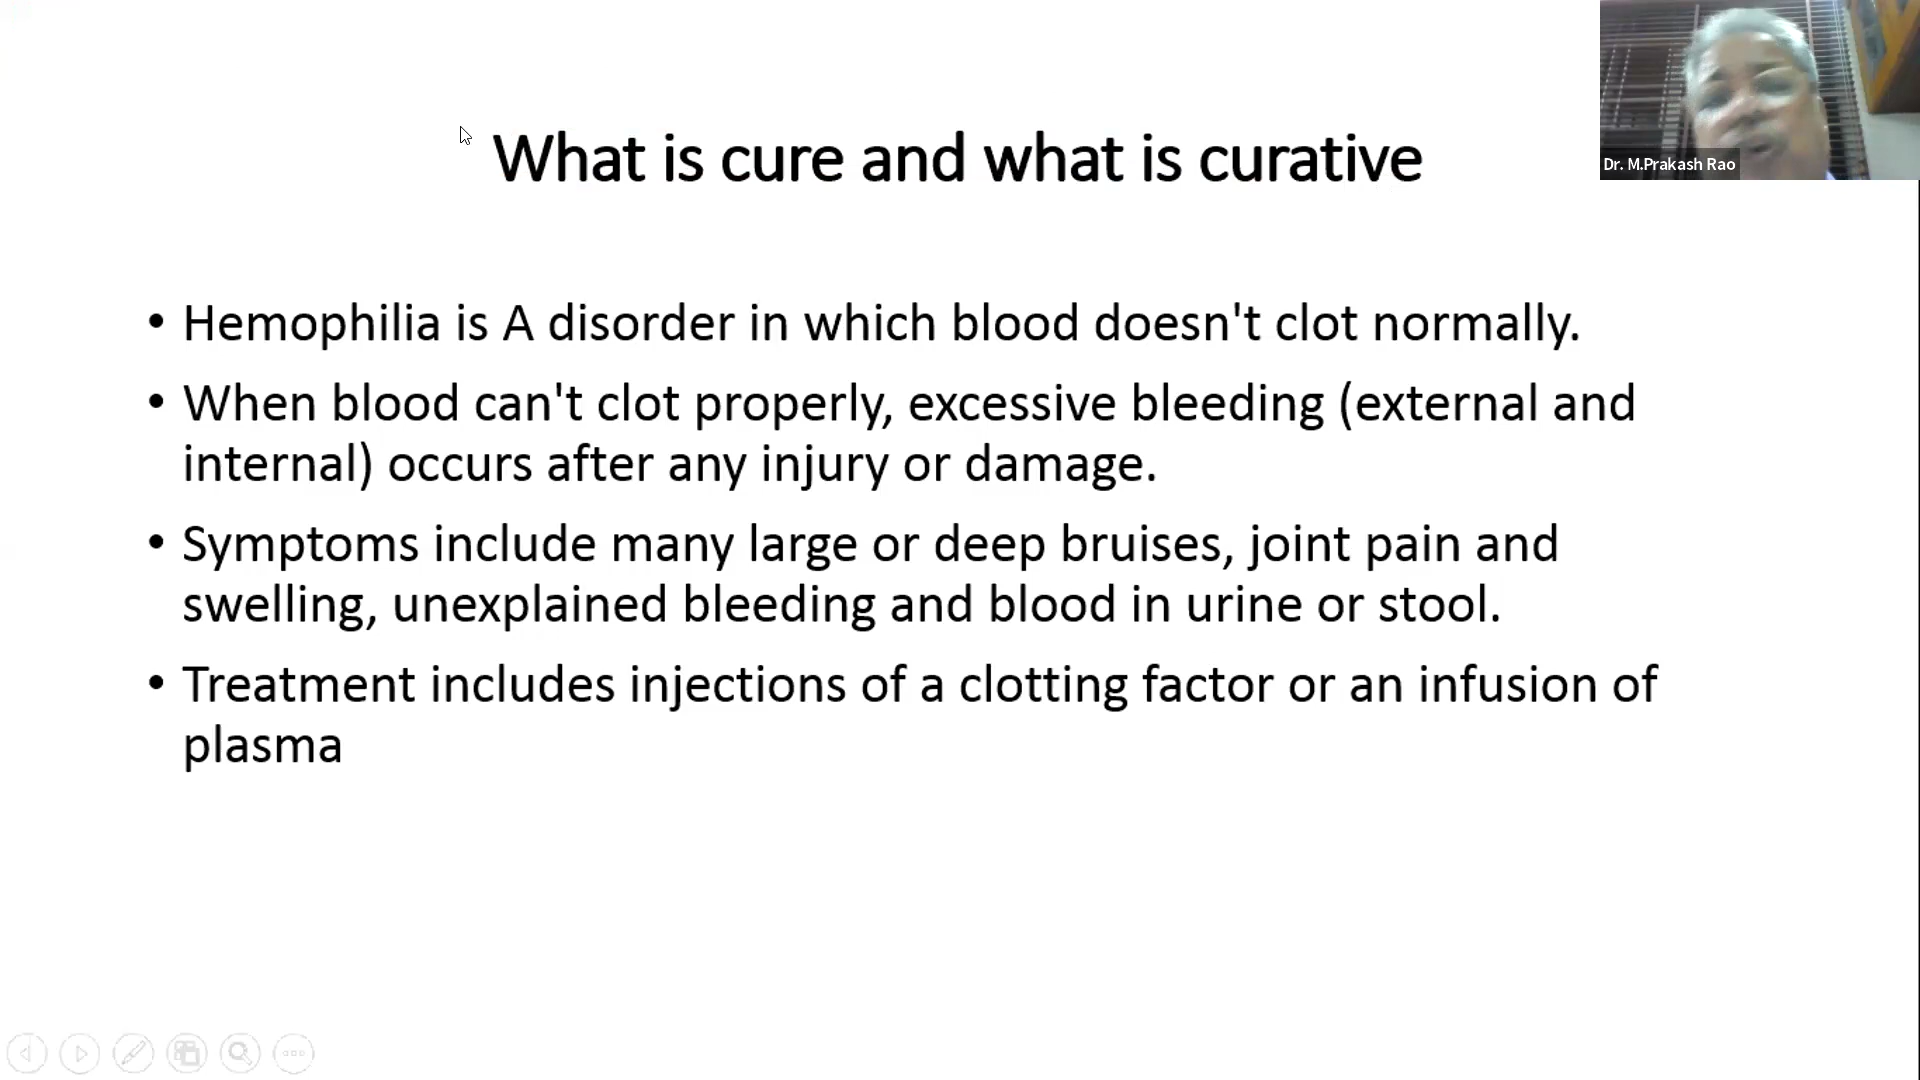 What is cure and what is curative
Dr. M.Prakash Rao
• Hemophilia is A disorder in which blood doesn't clot normally.
• When blood can't clot properly, excessive bleeding (external and
internal) occurs after any injury or damage.
• Symptoms include many large or deep bruises, joint pain and
swelling, unexplained bleeding and blood in urine or stool.
• Treatment includes injections of a clotting factor or an infusion of
plasma